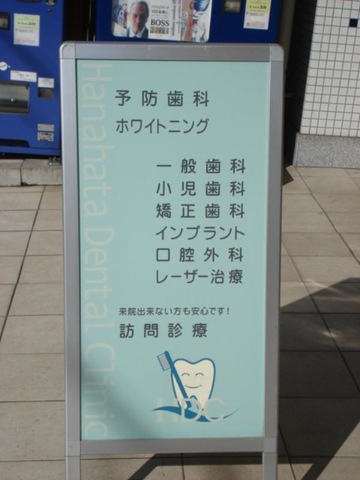 BOSS
Hanahata Dental Clinic
予防歯科
ホワイトニング
一般歯科
小児歯科
矯正歯科
インプラント
口腔外科
レーザー治療
来院出来ない方も安心です!
訪問診療
HDC